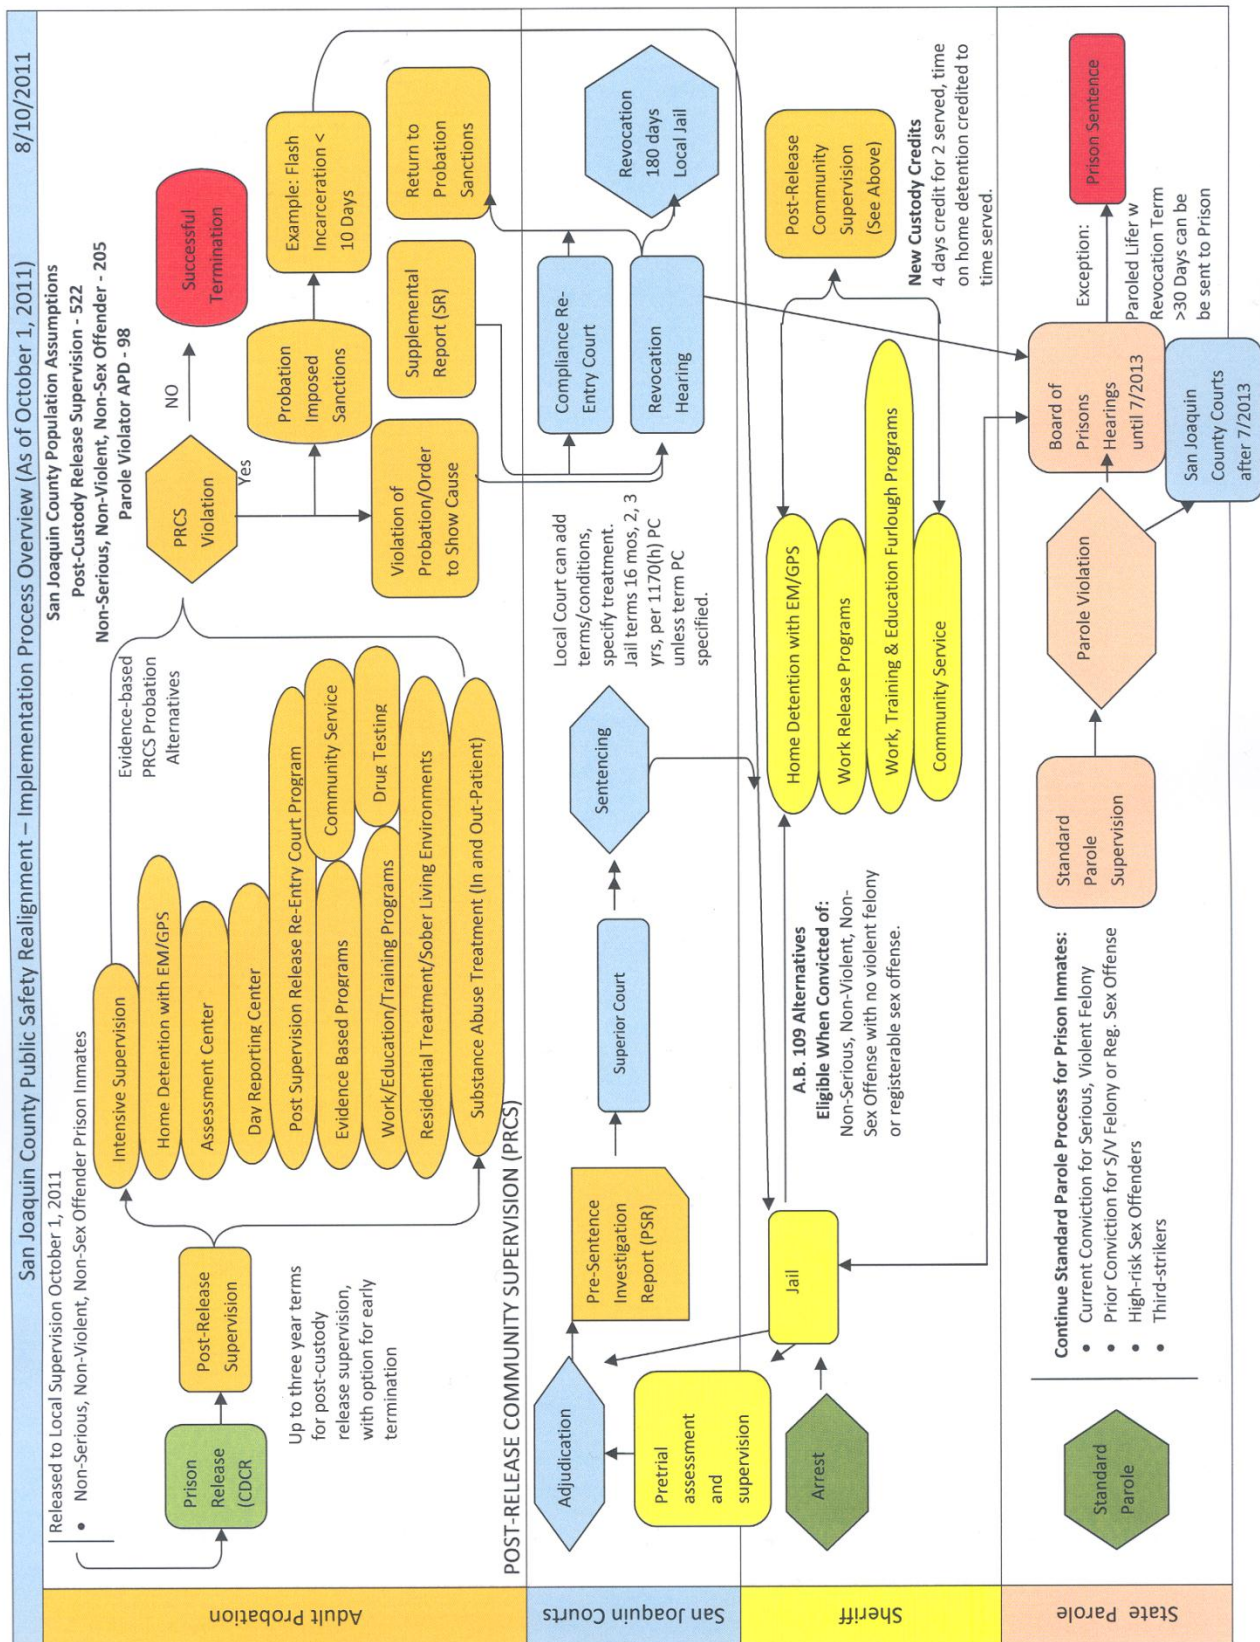 San Joaquin County Public Safety Realignment – Implementation Process Overview (As of October 1, 2011)
8/10/2011
Adult Probation
Released to Local Supervision October 1, 2011
• Non-Serious, Non-Violent, Non-Sex Offender Prison Inmates
San Joaquin County Population Assumptions
Post-Custody Release Supervision - 522
Non-Serious, Non-Violent, Non-Sex Offender - 205
Parole Violator APD - 98
Prison
Release
(CDCR)
Post-Release
Supervision
Up to three year terms
for post-custody
release supervision,
with option for early
termination
Intensive Supervision
Home Detention with EM/GPS
Assessment Center
Day Reporting Center
Post Supervision Release Re-Entry Court Program
Evidence Based Programs
Community Service
Work/Education/Training Programs
Drug Testing
Residential Treatment/Sober Living Environments
Substance Abuse Treatment (In and Out-Patient)
Evidence-based
PRCS Probation
Alternatives
PRCS
Violation
NO
Yes
Successful
Termination
Probation
Imposed
Sanctions
Example: Flash
Incarceration <
10 Days
Violation of
Probation/Order
to Show Cause
Supplemental
Report (SR)
Return to
Probation
Sanctions
POST-RELEASE COMMUNITY SUPERVISION (PRCS)
San Joaquin Courts
Adjudication
Pre-Sentence
Investigation
Report (PSR)
Superior Court
Sentencing
Local Court can add
terms/conditions,
specify treatment.
Jail terms 16 mos, 2, 3
yrs, per 1170(h) PC
unless term PC
specified.
Compliance Re-
Entry Court
Revocation
Hearing
Revocation
180 days
Local Jail
Sheriff
Pretrial
assessment
and
supervision
Arrest
Jail
A.B. 109 Alternatives
Eligible When Convicted of:
Non-Serious, Non-Violent, Non-
Sex Offense with no violent felony
or registerable sex offense.
Home Detention with EM/GPS
Work Release Programs
Work, Training & Education Furlough Programs
Community Service
Post-Release
Community
Supervision
(See Above)
New Custody Credits
4 days credit for 2 served, time
on home detention credited to
time served.
State Parole
Standard
Parole
Continue Standard Parole Process for Prison Inmates:
• Current Conviction for Serious, Violent Felony
• Prior Conviction for S/V Felony or Reg. Sex Offense
• High-risk Sex Offenders
• Third-strikers
Standard
Parole
Supervision
Parole Violation
Board of
Prisons
Hearings
until 7/2013
San Joaquin
County Courts
after 7/2013
Exception:
Paroled Lifer w
Revocation Term
>30 Days can be
be sent to Prison
Prison Sentence